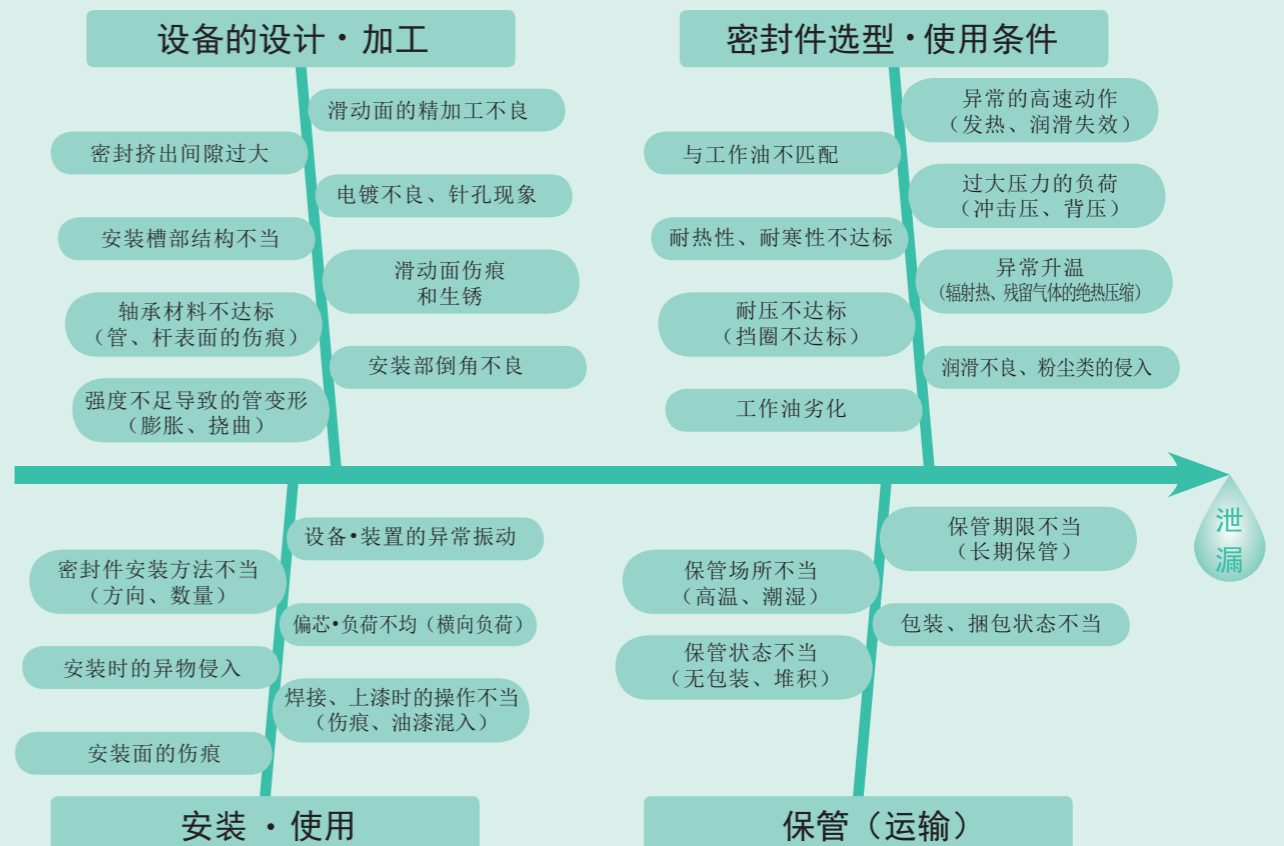 设备的设计・加工
滑动面的精加工不良
密封挤出间隙过大
电镀不良、针孔现象
安装槽部结构不当
滑动面伤痕
和生锈
轴承材料不达标
（管、杆表面的伤痕）
安装部倒角不良
强度不足导致的管变形
（膨胀、挠曲）
密封件选型・使用条件
异常的高速动作
（发热、润滑失效）
与工作油不匹配
过大压力的负荷
（冲击压、背压）
耐热性、耐寒性不达标
异常升温
（辐射热、残留气体的绝热压缩）
耐压不达标
（挡圈不达标）
润滑不良、粉尘类的侵入
工作油劣化
泄
漏
设备•装置的异常振动
密封件安装方法不当
（方向、数量）
偏芯•负荷不均（横向负荷）
安装时的异物侵入
焊接、上漆时的操作不当
（伤痕、油漆混入）
安装面的伤痕
安装・使用
保管期限不当
（长期保管）
保管场所不当
（高温、潮湿）
包装、捆包状态不当
保管状态不当
（无包装、堆积）
保管（运输）